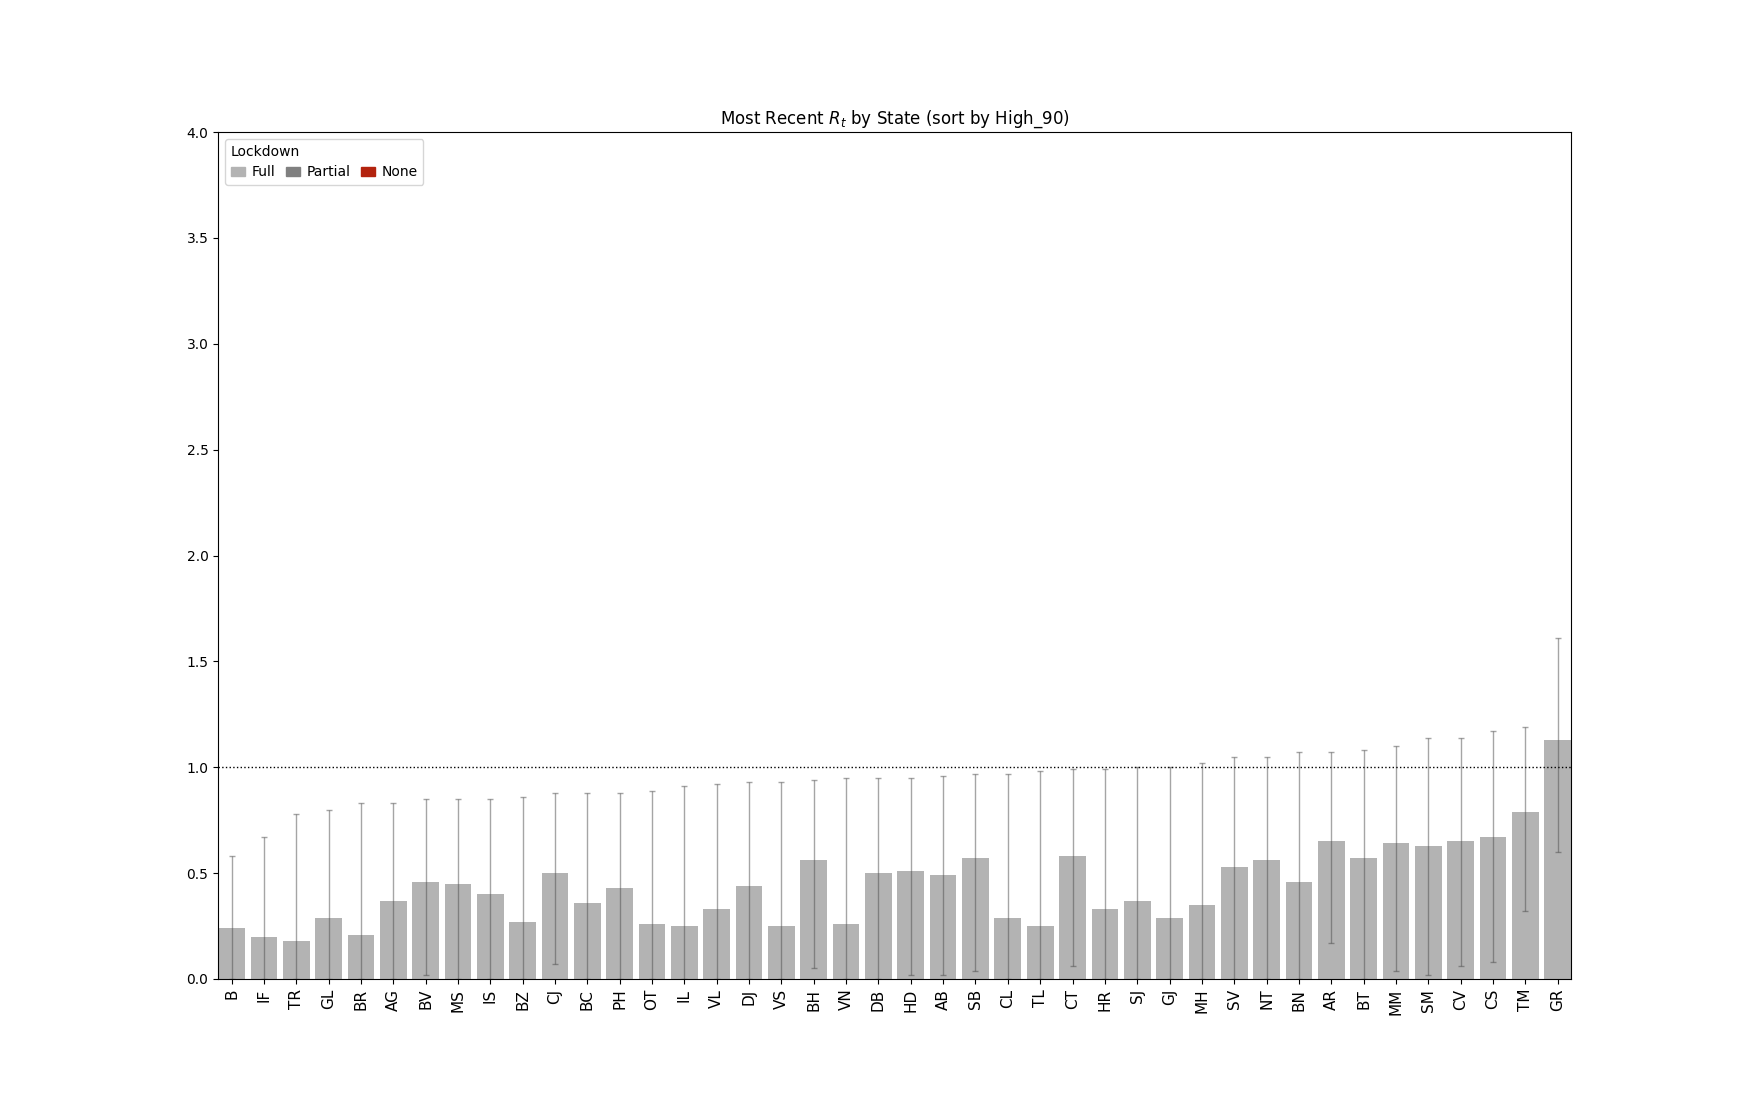 Most Recent R_t by State (sort by High_90)
Lockdown
Full Partial None
4.0
3.5
3.0
2.5
2.0
1.5
1.0
0.5
0.0
B IF TR GL BR AG BV MS IS BZ CJ BC PH OT IL VL DJ VS BH VN DB HD AB SB CL TL CT HR SJ GJ MH SV NT BN AR BT MM SM CV CS TM GR